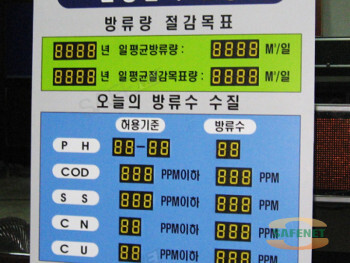 방류량 절감목표
8888 년 일평균방류량 : 8888 M³/일
8888 년 일평균절감목표량 : 8888 M³/일
오늘의 방류수 수질
허용기준 방류수
P H 88-88 88
COD 888 PPM이하 888 PPM
S S 888 PPM이하 888 PPM
C N 888 PPM이하 888 PPM
C U 888 PPM이하 888 PPM
SAFENET